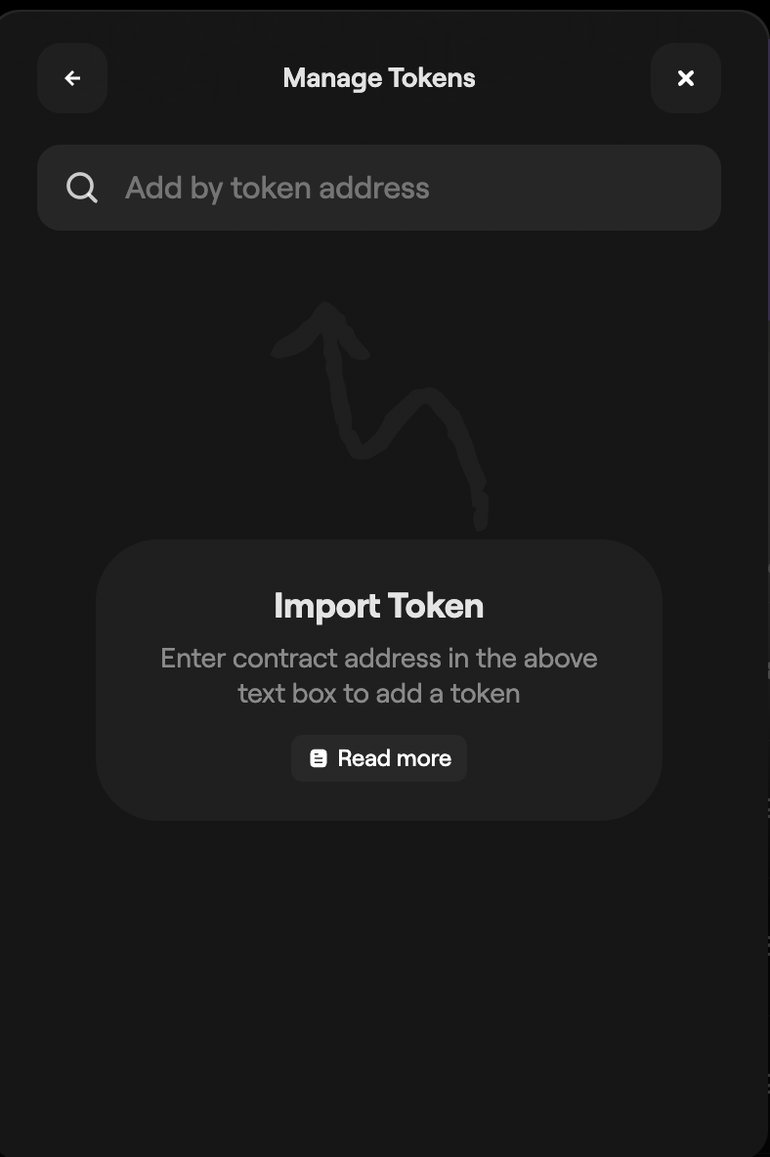 Manage Tokens
Add by token address
Import Token
Enter contract address in the above
text box to add a token
Read more